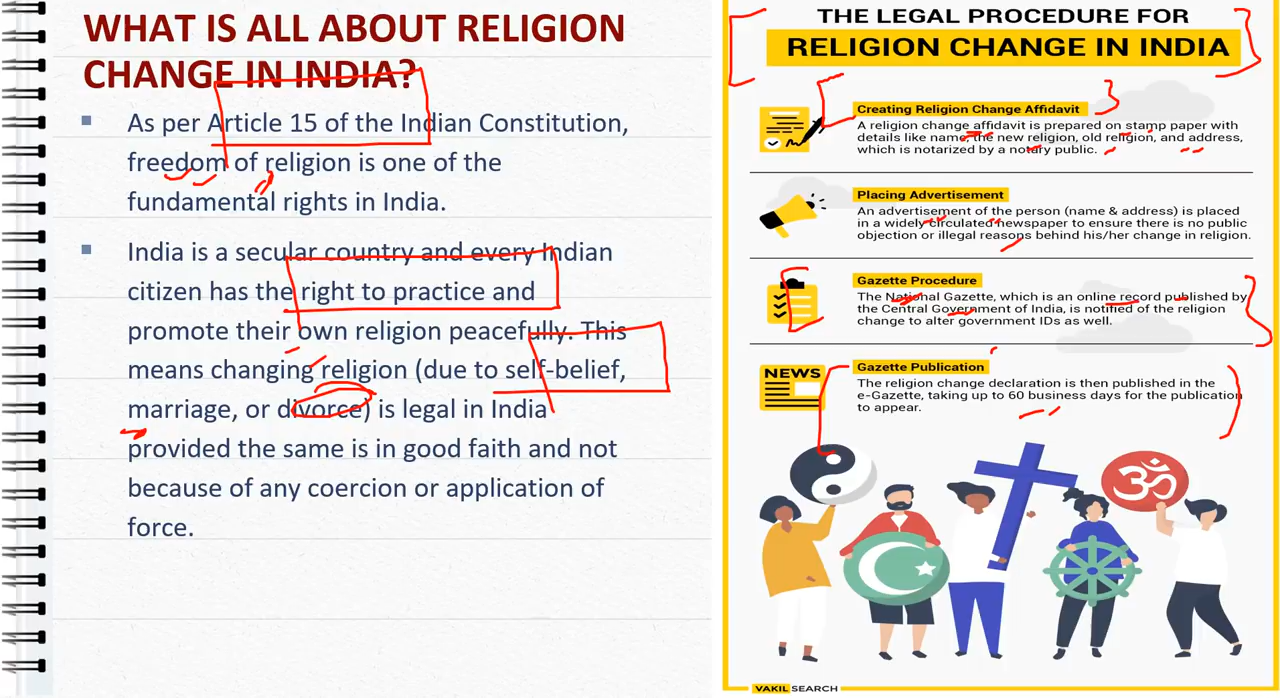 WHAT IS ALL ABOUT RELIGION
CHANGE IN INDIA?
As per Article 15 of the Indian Constitution,
freedom of religion is one of the
fundamental rights in India.
India is a secular country and every Indian
citizen has the right to practice and
promote their own religion peacefully. This
means changing religion (due to self-belief,
marriage, or divorce) is legal in India
provided the same is in good faith and not
because of any coercion or application of
force.
THE LEGAL PROCEDURE FOR
RELIGION CHANGE IN INDIA
Creating Religion Change Affidavit
A religion change affidavit is prepared on stamp paper with
details like name, the new religion, old religion, and address,
which is notarized by a notary public.
Placing Advertisement
An advertisement of the person (name & address) is placed
in a widely circulated newspaper to ensure there is no public
objection or illegal reasons behind his/her change in religion.
Gazette Procedure
The National Gazette, which is an online record published by
the Central Government of India, is notified of the religion
change to alter government IDs as well.
NEWS
Gazette Publication
The religion change declaration is then published in the
e-Gazette, taking up to 60 business days for the publication
to appear.
ॐ
VAKILSEARCH